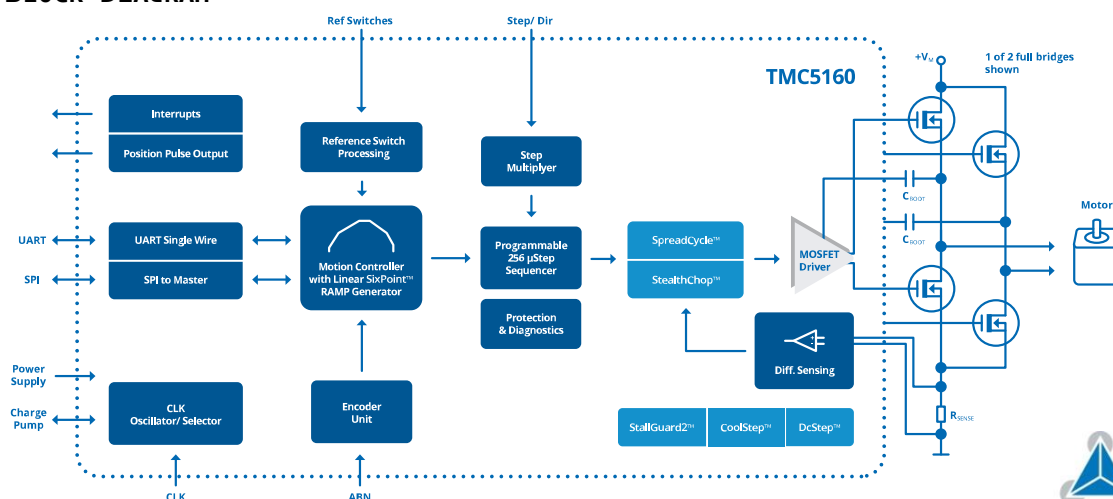 BLOCK DIAGRAM
Ref Switches
Step/ Dir
+VM
1 of 2 full bridges
shown
TMC5160
Interrupts
Position Pulse Output
Reference Switch
Processing
Step
Multiplyer
CBOOT
CBOOT
Motor
UART
UART Single Wire
SPI
SPI to Master
Motion Controller
with Linear SixPoint™
RAMP Generator
Programmable
256 µStep
Sequencer
SpreadCycle™
StealthChop™
MOSFET
Driver
Protection
& Diagnostics
Diff. Sensing
Power
Supply
Charge
Pump
CLK
Oscillator/ Selector
Encoder
Unit
StallGuard2™
CoolStep™
DcStep™
RSENSE
CLK
ABN